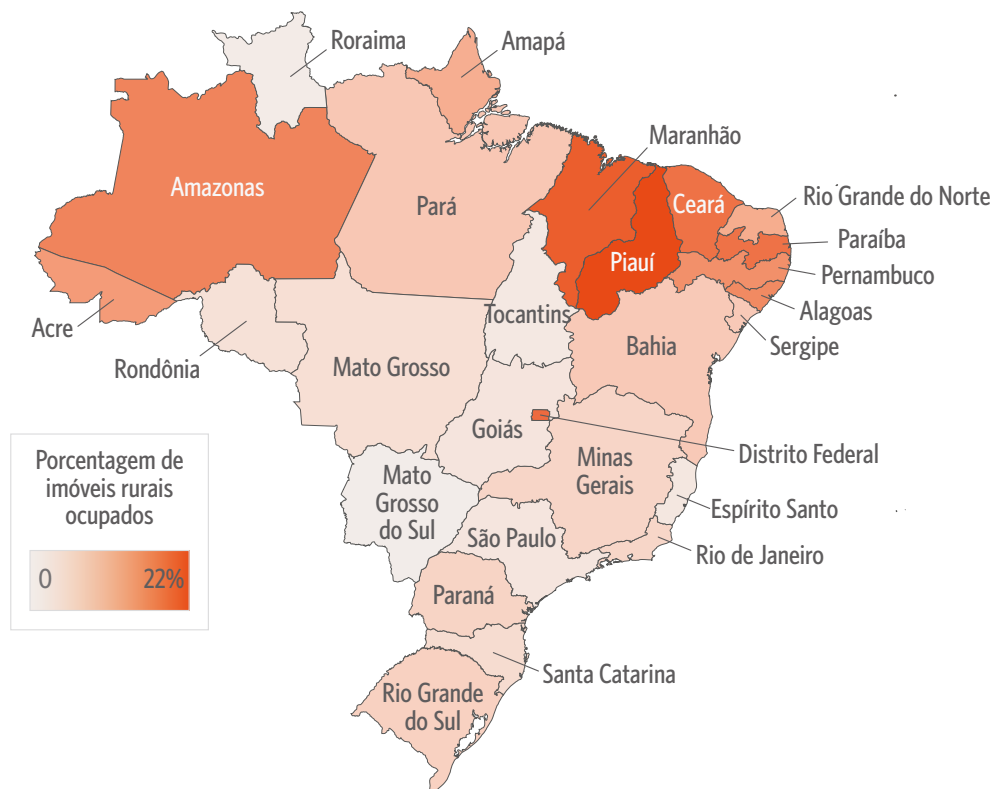 Roraima
Amapá
Maranhão
Amazonas
Pará
Ceará
Rio Grande do Norte
Paraíba
Piauí
Pernambuco
Alagoas
Acre
Tocantins
Sergipe
Rondônia
Mato Grosso
Bahia
Goiás
Distrito Federal
Minas
Gerais
Mato
Grosso
do Sul
Espírito Santo
São Paulo
Rio de Janeiro
Paraná
Santa Catarina
Rio Grande
do Sul
Porcentagem de
imóveis rurais
ocupados
0 22%